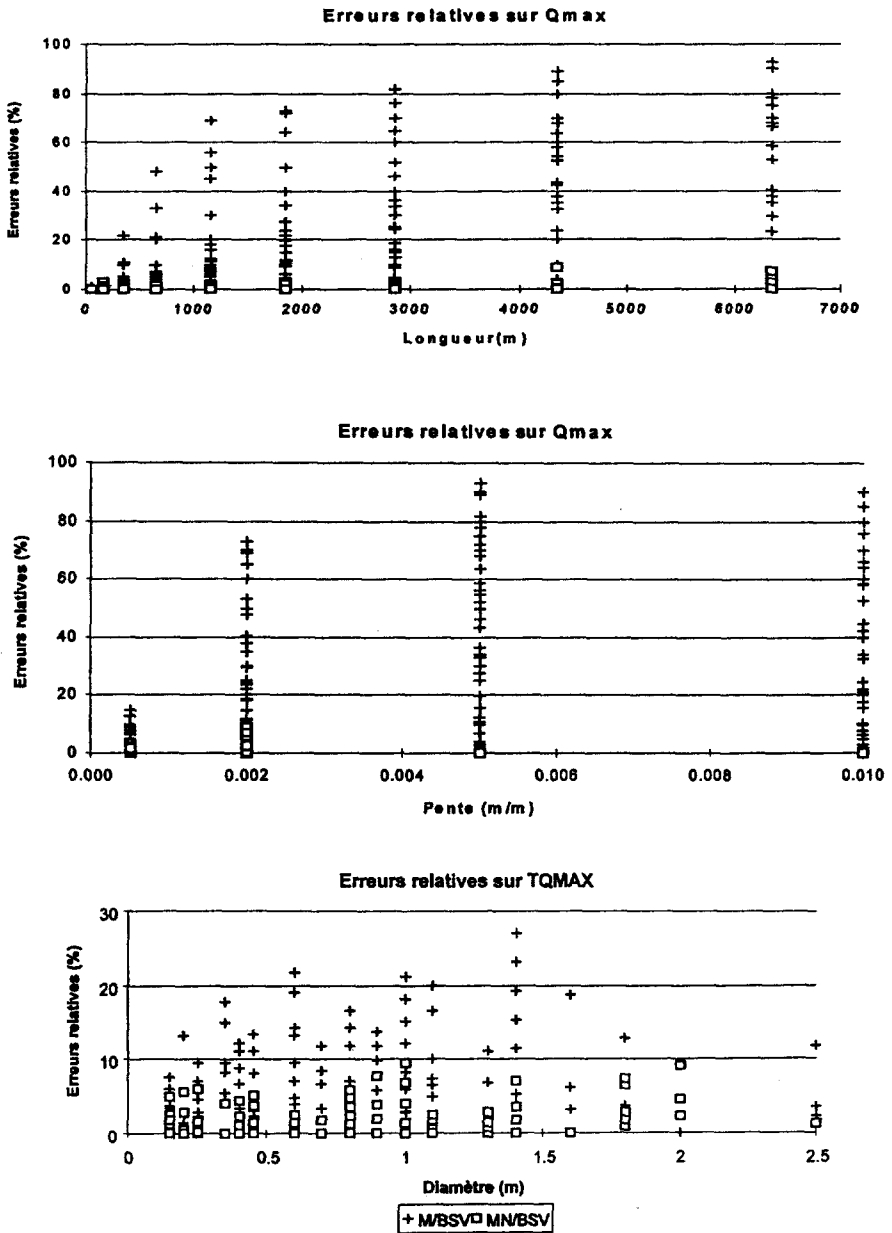 Erreurs relatives sur Qmax
Erreurs relatives (%)
100
80
60
40
20
0
0 1000 2000 3000 4000 5000 6000 7000
Longueur(m)
Erreurs relatives sur Qmax
Erreurs relatives (%)
100
80
60
40
20
0
0.000 0.002 0.004 0.006 0.008 0.010
Pente (m/m)
Erreurs relatives sur TQMAX
Erreurs relatives (%)
30
20
10
0
0 0.5 1 1.5 2 2.5
Diamètre (m)
M/BSV MN/BSV